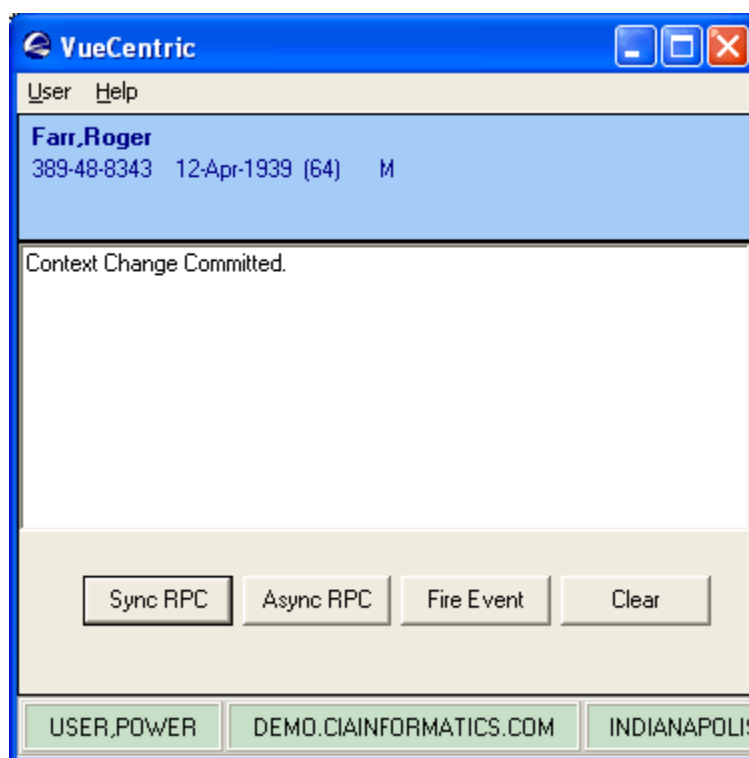 VueCentric
User Help
Farr,Roger
389-48-8343 12-Apr-1939 (64) M
Context Change Committed.
Sync RPC Async RPC Fire Event Clear
USER,POWER DEMO.CIAINFORMATICS.COM INDIANAPOLIS